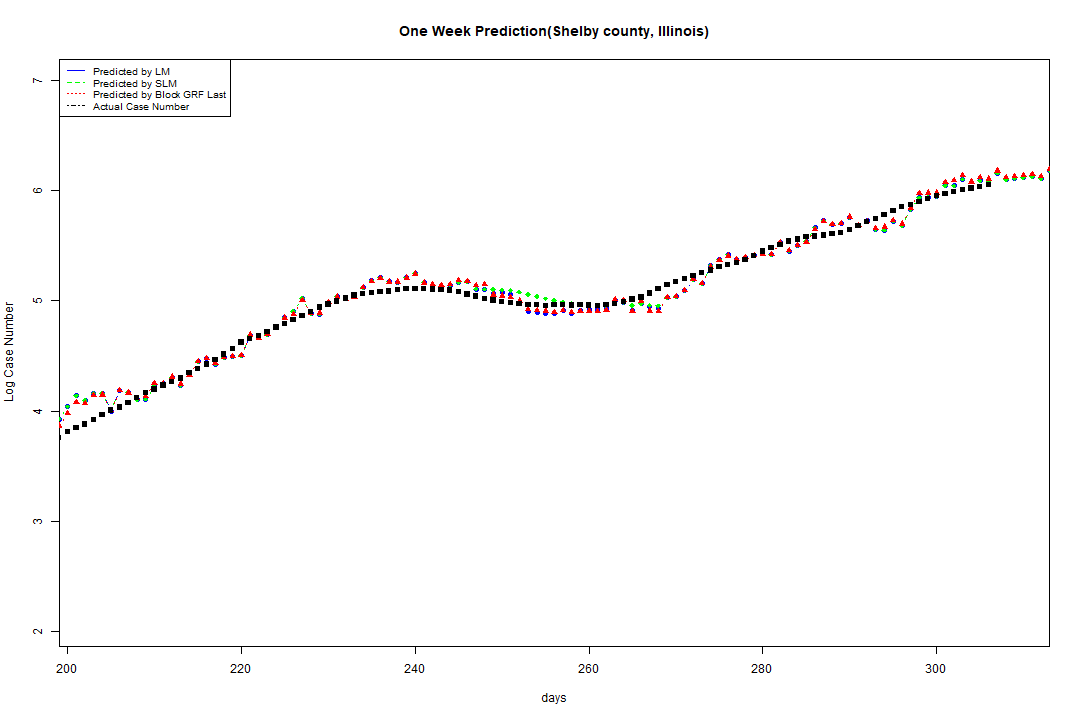 One Week Prediction(Shelby county, Illinois)
Predicted by LM
Predicted by SLM
Predicted by Block GRF Last
Actual Case Number
7
6
5
4
3
2
Log Case Number
200 220 240 260 280 300
days